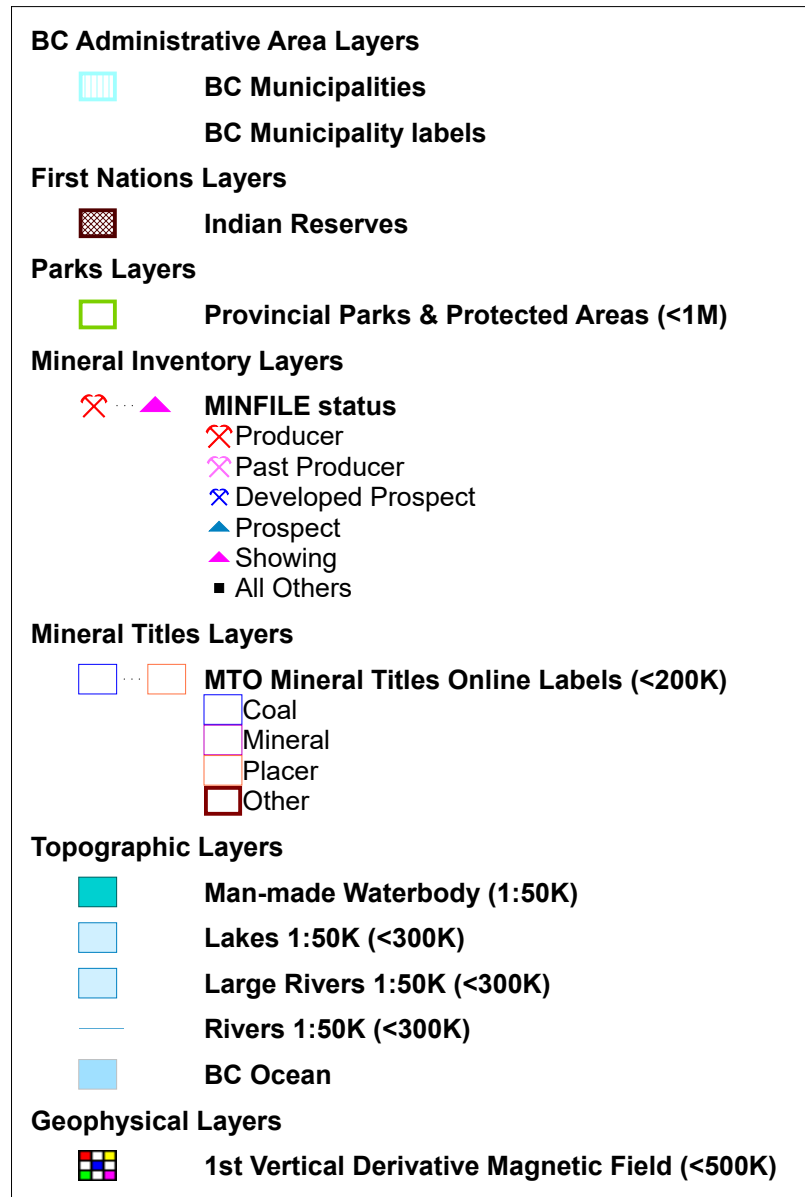 BC Administrative Area Layers
BC Municipalities
BC Municipality labels
First Nations Layers
Indian Reserves
Parks Layers
Provincial Parks & Protected Areas (<1M)
Mineral Inventory Layers
MINFILE status
Producer
Past Producer
Developed Prospect
Prospect
Showing
All Others
Mineral Titles Layers
MTO Mineral Titles Online Labels (<200K)
Coal
Mineral
Placer
Other
Topographic Layers
Man-made Waterbody (1:50K)
Lakes 1:50K (<300K)
Large Rivers 1:50K (<300K)
Rivers 1:50K (<300K)
BC Ocean
Geophysical Layers
1st Vertical Derivative Magnetic Field (<500K)